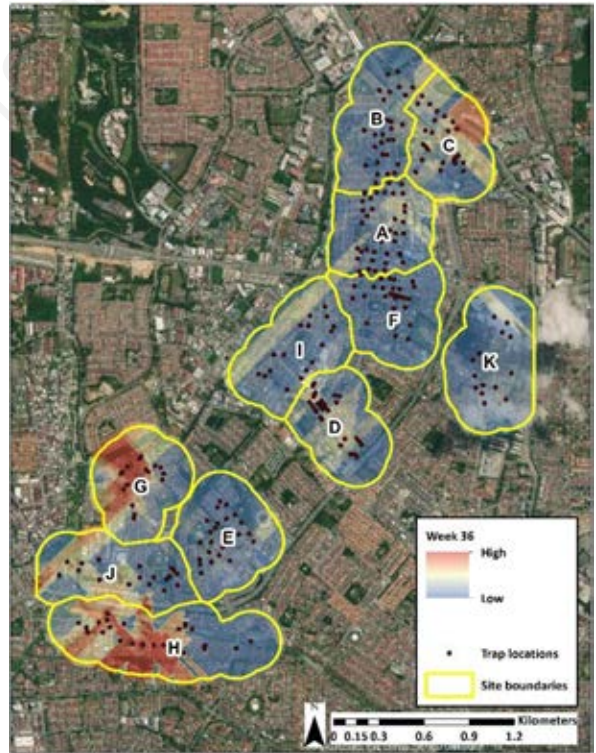 B
C
A
F
I
K
D
G
E
J
H
Week 36
High
Low
Trap locations
Site boundaries
N
Kilometers
0 0.15 0.3 0.6 0.9 1.2